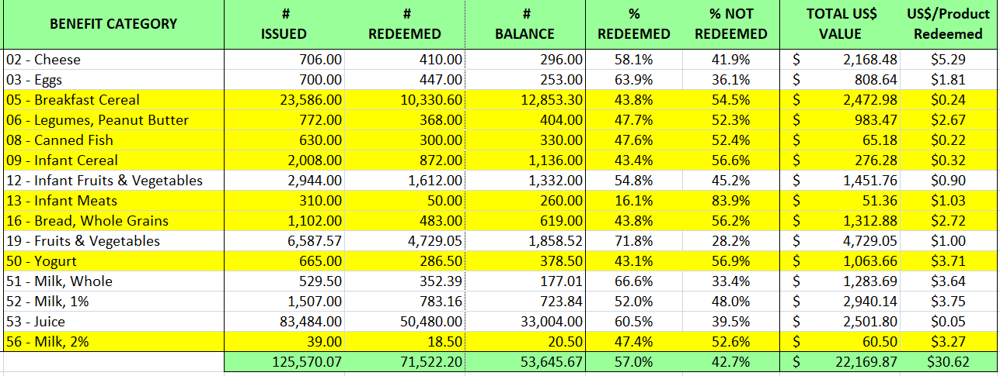 BENEFIT CATEGORY # ISSUED # REDEEMED # BALANCE % REDEEMED % NOT REDEEMED TOTAL US$ VALUE US$/Product Redeemed
02 - Cheese 706.00 410.00 296.00 58.1% 41.9% $ 2,168.48 $5.29
03 - Eggs 700.00 447.00 253.00 63.9% 36.1% $ 808.64 $1.81
05 - Breakfast Cereal 23,586.00 10,330.60 12,853.30 43.8% 54.5% $ 2,472.98 $0.24
06 - Legumes, Peanut Butter 772.00 368.00 404.00 47.7% 52.3% $ 983.47 $2.67
08 - Canned Fish 630.00 300.00 330.00 47.6% 52.4% $ 65.18 $0.22
09 - Infant Cereal 2,008.00 872.00 1,136.00 43.4% 56.6% $ 276.28 $0.32
12 - Infant Fruits & Vegetables 2,944.00 1,612.00 1,332.00 54.8% 45.2% $ 1,451.76 $0.90
13 - Infant Meats 310.00 50.00 260.00 16.1% 83.9% $ 51.36 $1.03
16 - Bread, Whole Grains 1,102.00 483.00 619.00 43.8% 56.2% $ 1,312.88 $2.72
19 - Fruits & Vegetables 6,587.57 4,729.05 1,858.52 71.8% 28.2% $ 4,729.05 $1.00
50 - Yogurt 665.00 286.50 378.50 43.1% 56.9% $ 1,063.66 $3.71
51 - Milk, Whole 529.50 352.39 177.01 66.6% 33.4% $ 1,283.69 $3.64
52 - Milk, 1% 1,507.00 783.16 723.84 52.0% 48.0% $ 2,940.14 $3.75
53 - Juice 83,484.00 50,480.00 33,004.00 60.5% 39.5% $ 2,501.80 $0.05
56 - Milk, 2% 39.00 18.50 20.50 47.4% 52.6% $ 60.50 $3.27
125,570.07 71,522.20 53,645.67 57.0% 42.7% $ 22,169.87 $30.62